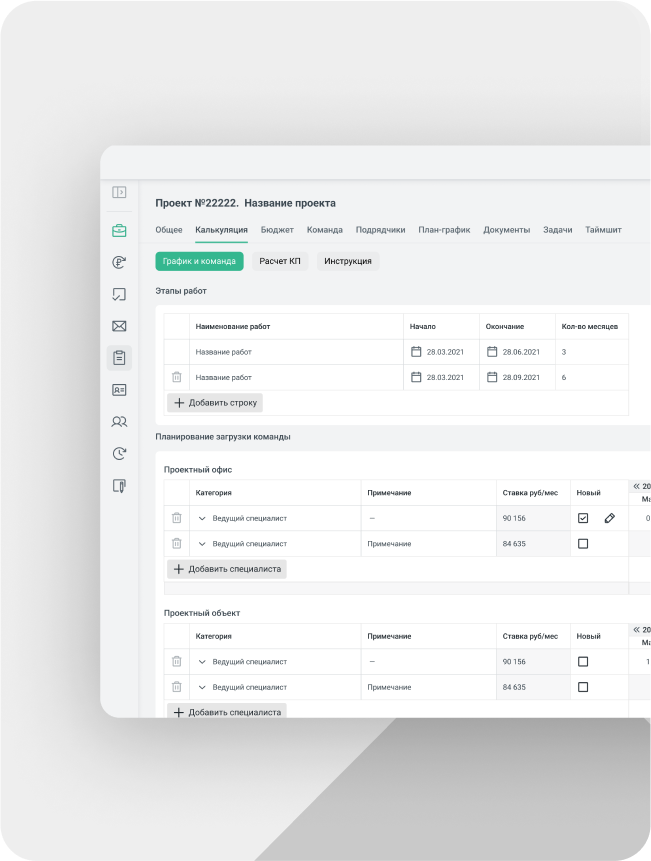 Проект №22222. Название проекта
Общее Калькуляция Бюджет Команда Подрядчики План-график Документы Задачи Таймшит
График и команда Расчет КП Инструкция
Этапы работ
Наименование работ Начало Окончание Кол-во месяцев
Название работ 28.03.2021 28.06.2021 3
Название работ 28.03.2021 28.09.2021 6
Добавить строку
Планирование загрузки команды
Проектный офис
Категория Примечание Ставка руб/мес Новый « 20
Ма
Ведущий специалист — 90 156 0
Ведущий специалист Примечание 84 635
Добавить специалиста
Проектный объект
Категория Примечание Ставка руб/мес Новый « 20
Ма
Ведущий специалист — 90 156 1
Ведущий специалист Примечание 84 635
Добавить специалиста